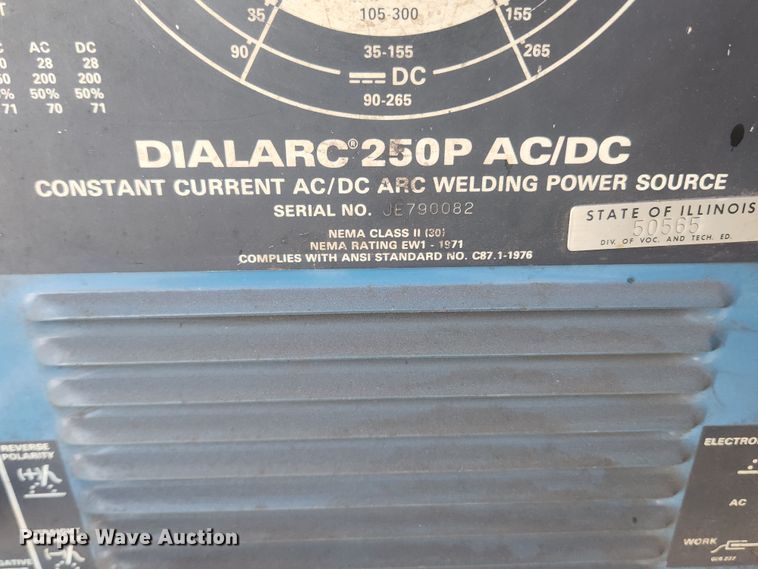 T
105-300
35
155
AC DC
90
35-155
265
28 28
DC
200 200
90-265
50% 50%
71 70 71
DIALARC® 250P AC/DC
CONSTANT CURRENT AC/DC ARC WELDING POWER SOURCE
SERIAL NO. JE790082
STATE OF ILLINOIS
50565
DIV. OF VOC. AND TECH. ED.
NEMA CLASS II (30)
NEMA RATING EW1 - 1971
COMPLIES WITH ANSI STANDARD NO. C87.1-1976
REVERSE
POLARITY
(+)
ELECTRO
AC
WORK
GATIVE
Purple Wave Auction